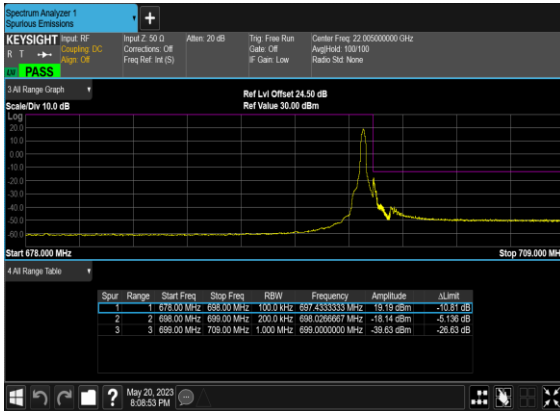 Spectrum Analyzer 1
Spurious Emissions
KEYSIGHT Input: RF Input Z: 50 Ω Atten: 20 dB Trig: Free Run Center Freq: 22.005000000 GHz
R T Coupling: DC Corrections: Off Gate: Off Avg|Hold: 100/100
Align: Off Freq Ref: Int (S) IF Gain: Low Radio Std: None
PASS
3 All Range Graph
Ref Lvl Offset 24.50 dB
Scale/Div 10.0 dB Ref Value 30.00 dBm
Log
20.0
10.0
0.00
-10.0
-20.0
-30.0
-40.0
-50.0
-60.0
Start 678.000 MHz Stop 709.000 MH
4 All Range Table
Spur Range Start Freq Stop Freq RBW Frequency Amplitude ΔLimit
1 1 678.00 MHz 698.00 MHz 100.0 kHz 697.4333333 MHz 19.19 dBm -10.81 dB
2 2 698.00 MHz 699.00 MHz 200.0 kHz 698.0266667 MHz -18.14 dBm -5.136 dB
3 3 699.00 MHz 709.00 MHz 1.000 MHz 699.0000000 MHz -39.63 dBm -26.63 dB
May 20, 2023
8:08:53 PM